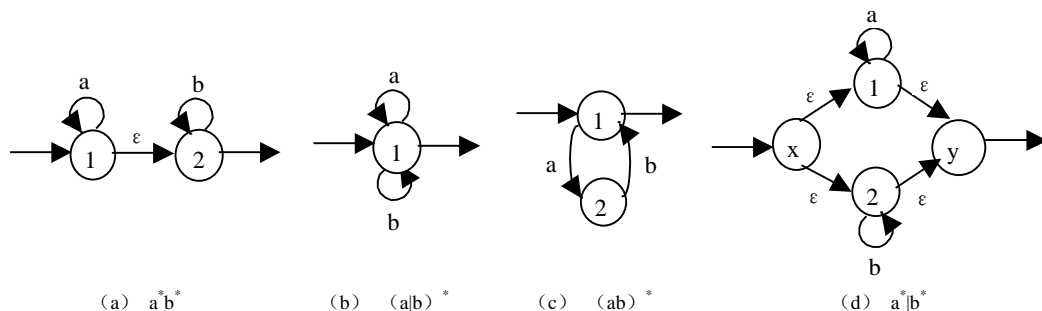 a
1
ε
b
2
a
1
b
1
a
b
2
a
1
ε
ε
x
y
ε
2
ε
b
（a） a*b*
（b） （a|b）*
（c） （ab）*
（d） a*|b*